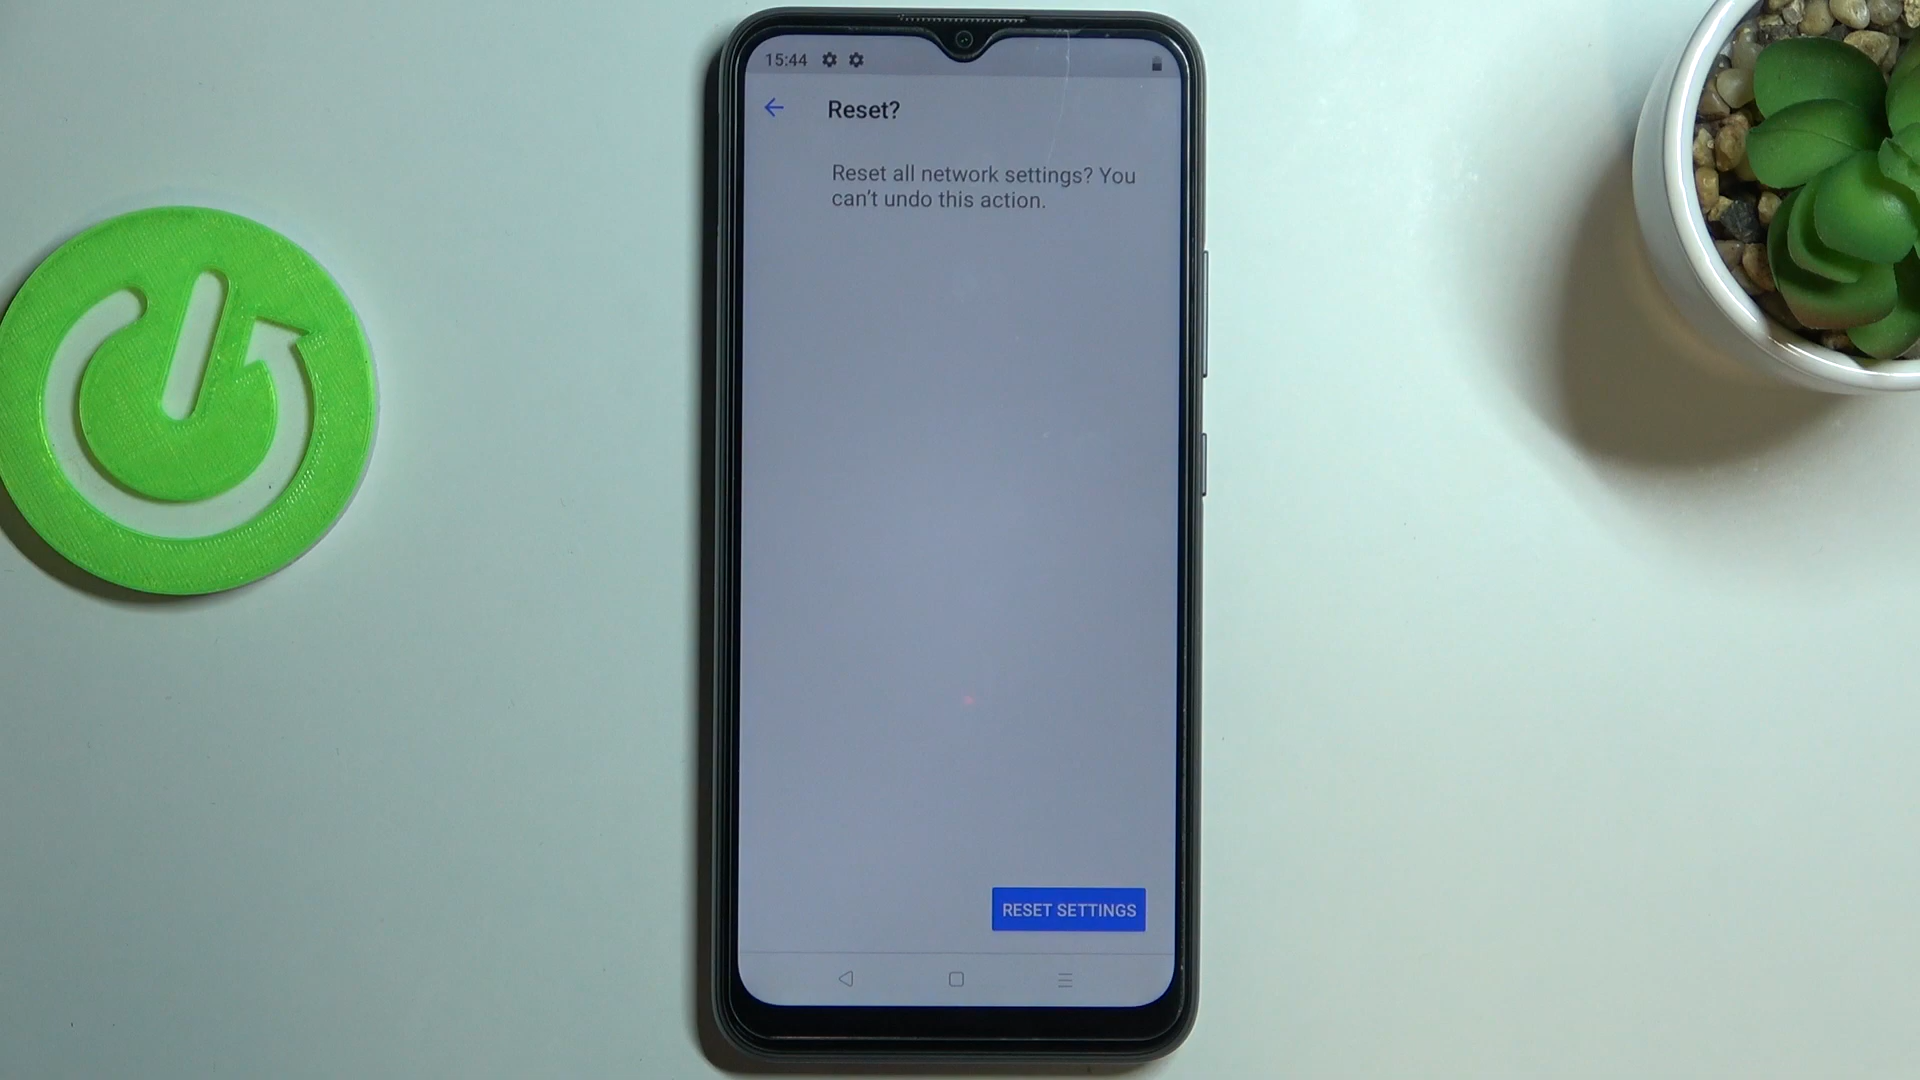 15:44
Reset?
Reset all network settings? You
can't undo this action.
RESET SETTINGS